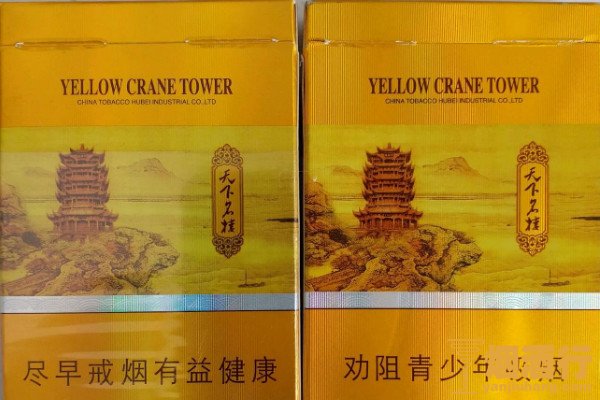 YELLOW CRANE TOWER
CHINA TOBACCO HUBEI INDUSTRIAL CO.,LTD
天下名楼
尽早戒烟有益健康
YELLOW CRANE TOWER
CHINA TOBACCO HUBEI INDUSTRIAL CO.,LTD
天下名楼
劝阻青少年吸烟